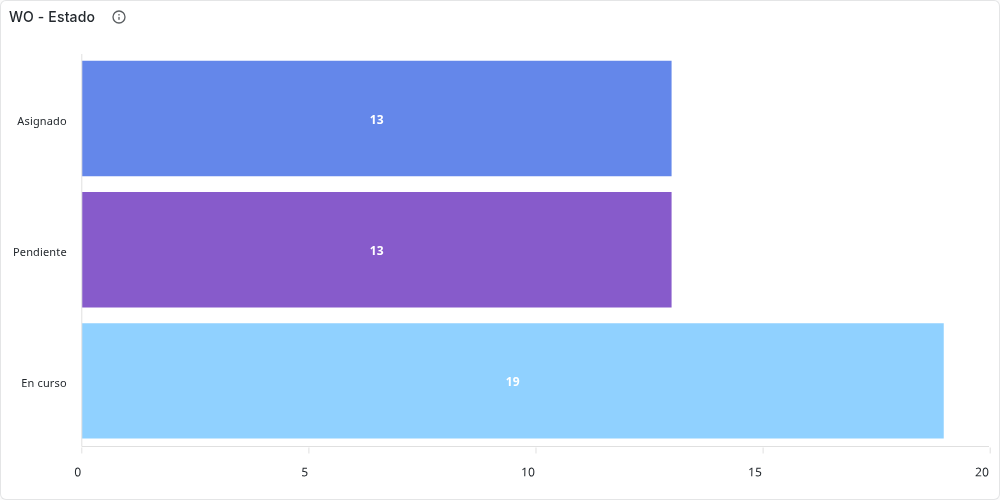 WO - Estado
Asignado
13
Pendiente
13
En curso
19
0 5 10 15 20